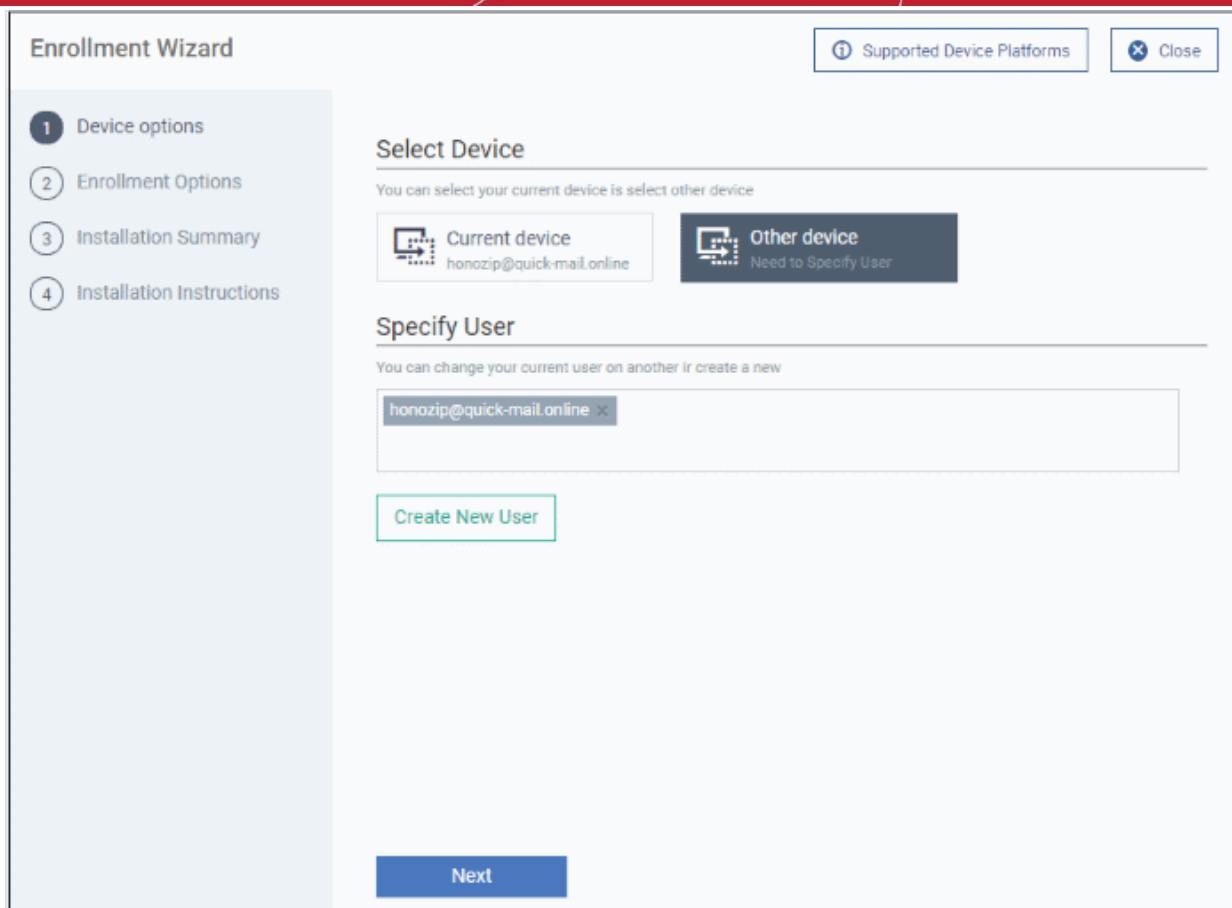 Enrollment Wizard
Supported Device Platforms
Close
1 Device options
2 Enrollment Options
3 Installation Summary
4 Installation Instructions
Select Device
You can select your current device is select other device
Current device
honozip@quick-mail.online
Other device
Need to Specify User
Specify User
You can change your current user on another ir create a new
honozip@quick-mail.online ×
Create New User
Next